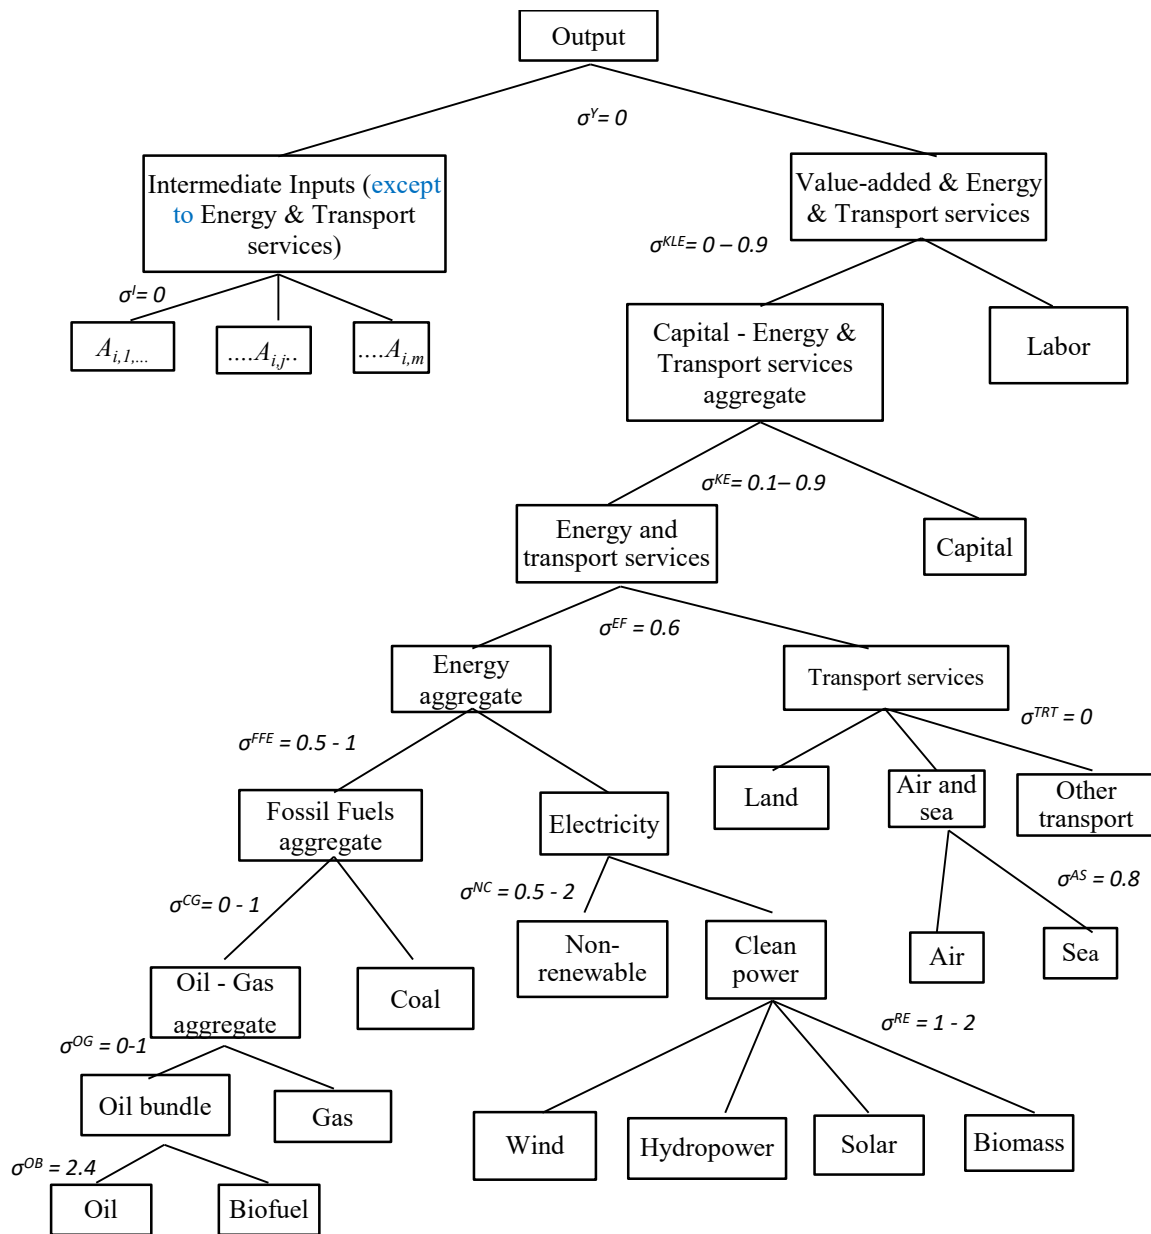 Output
σY= 0
Intermediate Inputs (except
to Energy & Transport
services)
Value-added & Energy
& Transport services
σKLE= 0 – 0.9
σI= 0
Ai,1,...
....Ai,j..
....Ai,m
Capital - Energy &
Transport services
aggregate
Labor
σKE= 0.1– 0.9
Energy and
transport services
Capital
σEF = 0.6
Energy
aggregate
Transport services
σFFE = 0.5 - 1
σTRT = 0
Fossil Fuels
aggregate
Electricity
Land
Air and
sea
Other
transport
σCG= 0 - 1
σNC = 0.5 - 2
σAS = 0.8
Non-
renewable
Clean
power
Air
Sea
Oil - Gas
aggregate
Coal
σRE = 1 - 2
σOG = 0-1
Oil bundle
Gas
Wind
Hydropower
Solar
Biomass
σOB = 2.4
Oil
Biofuel